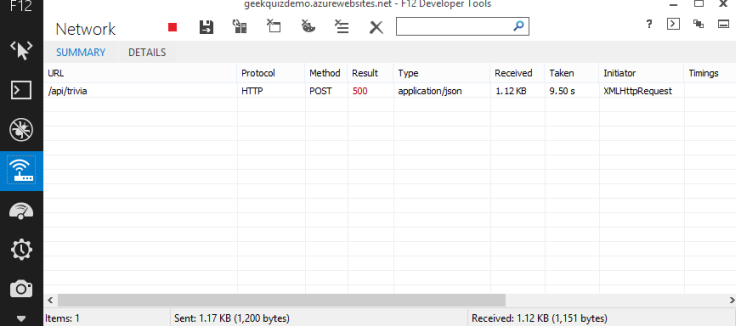 F12
geekquizdemo.azurewebsites.net - F12 Developer Tools
Network
?
SUMMARY DETAILS
URL Protocol Method Result Type Received Taken Initiator Timings
/api/trivia HTTP POST 500 application/json 1.12 KB 9.50 s XMLHttpRequest
Items: 1 Sent: 1.17 KB (1,200 bytes) Received: 1.12 KB (1,151 bytes)